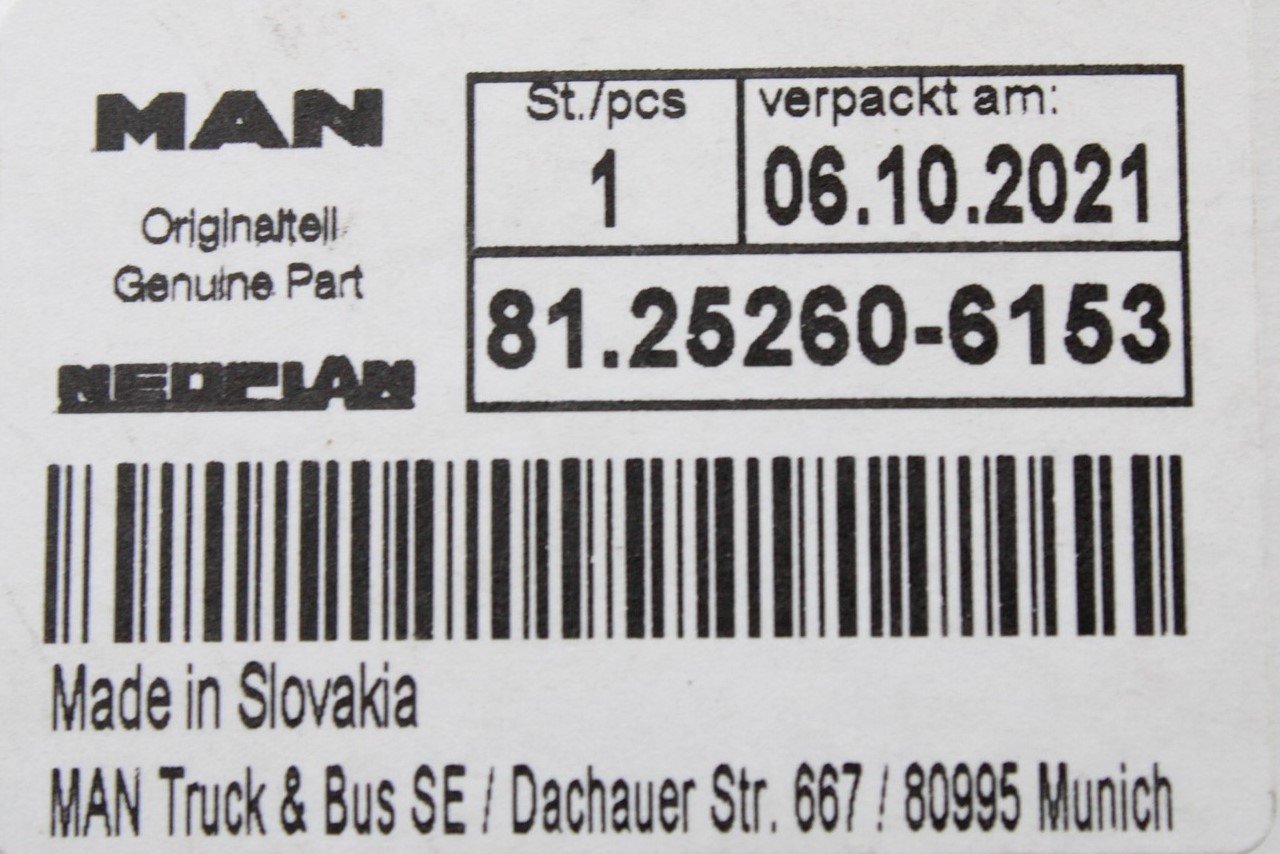 MAN
Originalteil
Genuine Part
NEOPLAN
St./pcs
1
verpackt am:
06.10.2021
81.25260-6153
Made in Slovakia
MAN Truck & Bus SE / Dachauer Str. 667 / 80995 Munich